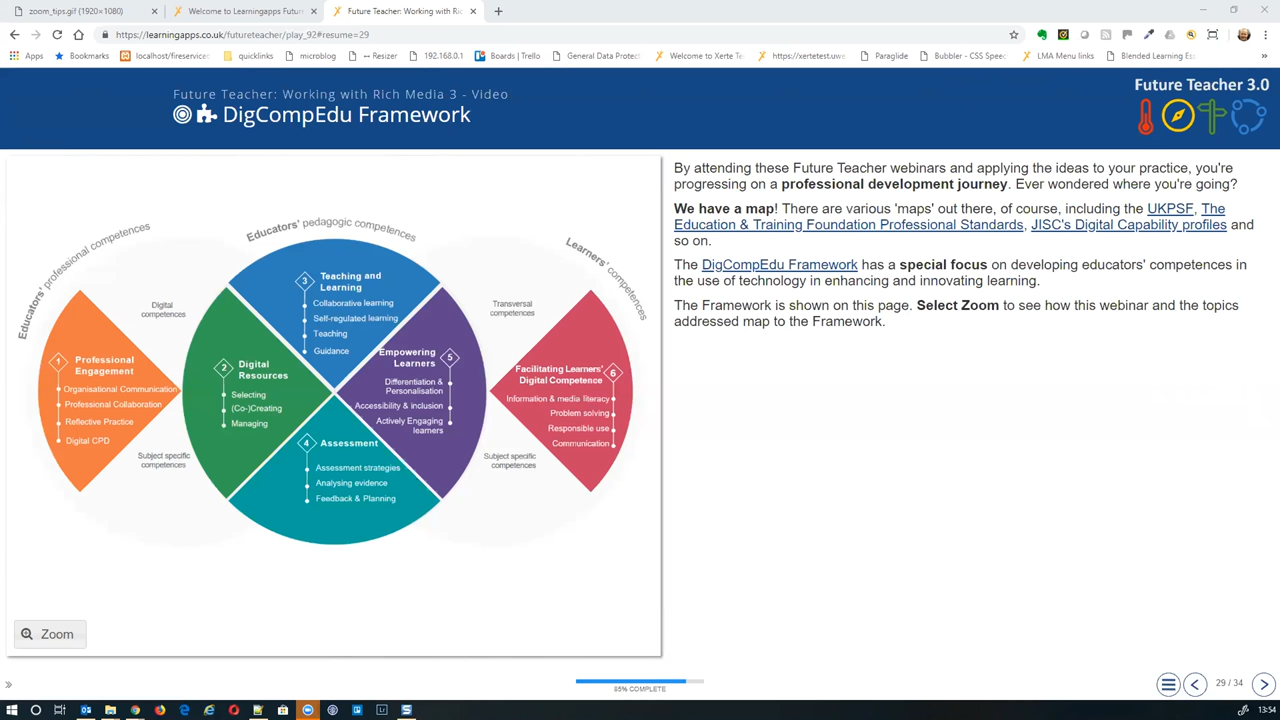 zoom_tips.gif (1920×1080)
Welcome to Learningapps Futur
Future Teacher: Working with Ric
https://learningapps.co.uk/futureteacher/play_92#resume=29
Apps
Bookmarks
localhost/fireservice
quicklinks
microblog
↔ Resizer
192.168.0.1
Boards | Trello
General Data Protect
Welcome to Xerte Te
https://xertetest.uwe
Paraglide
Bubbler - CSS Speec
LMA Menu links
Blended Learning Ess
Future Teacher: Working with Rich Media 3 - Video
DigCompEdu Framework
Future Teacher 3.0
Educators' professional competences
Educators' pedagogic competences
Learners' competences
Digital
competences
Transversal
competences
1
Professional
Engagement
Organisational Communication
Professional Collaboration
Reflective Practice
Digital CPD
2
Digital
Resources
Selecting
(Co-)Creating
Managing
3
Teaching and
Learning
Collaborative learning
Self-regulated learning
Teaching
Guidance
4
Assessment
Assessment strategies
Analysing evidence
Feedback & Planning
5
Empowering
Learners
Differentiation &
Personalisation
Accessibility & inclusion
Actively Engaging
learners
6
Facilitating Learners'
Digital Competence
Information & media literacy
Problem solving
Responsible use
Communication
Subject specific
competences
Subject specific
competences
Zoom
By attending these Future Teacher webinars and applying the ideas to your practice, you're
progressing on a professional development journey. Ever wondered where you're going?
We have a map! There are various 'maps' out there, of course, including the UKPSF, The
Education & Training Foundation Professional Standards, JISC's Digital Capability profiles and
so on.
The DigCompEdu Framework has a special focus on developing educators' competences in
the use of technology in enhancing and innovating learning.
The Framework is shown on this page. Select Zoom to see how this webinar and the topics
addressed map to the Framework.
85% COMPLETE
29 / 34
13:54